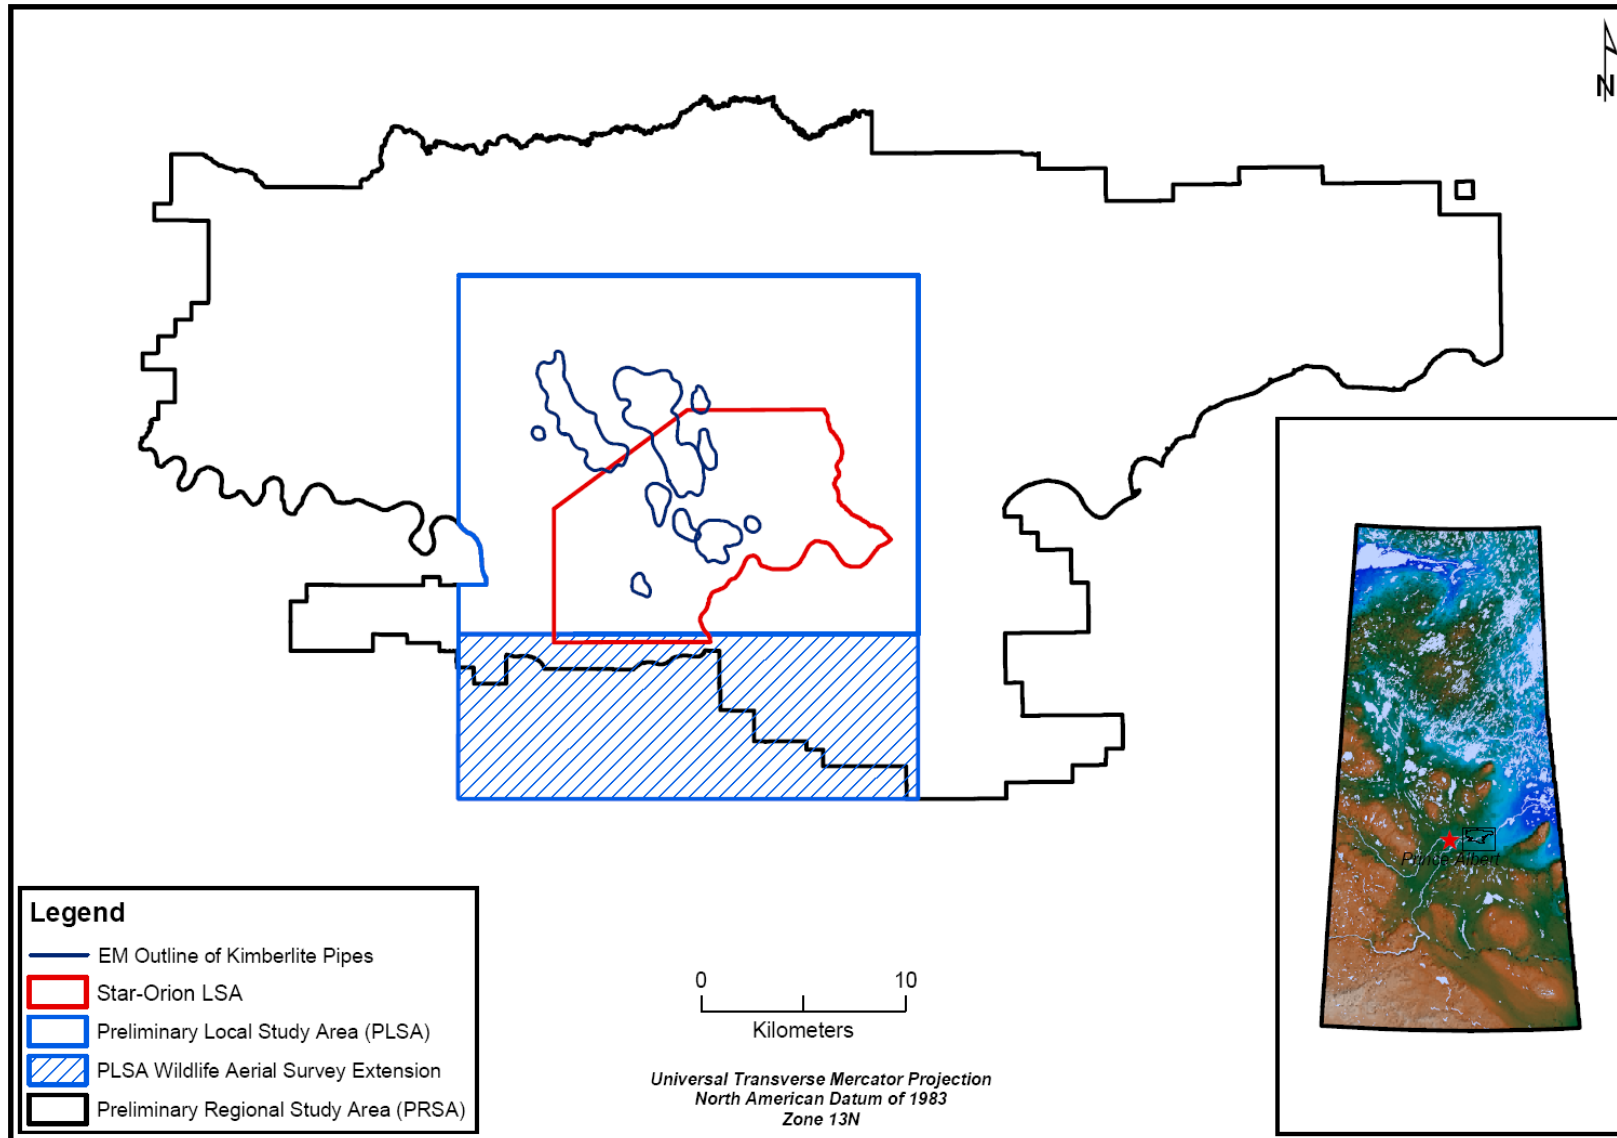 N
Prince Albert
Legend
EM Outline of Kimberlite Pipes
Star-Orion LSA
Preliminary Local Study Area (PLSA)
PLSA Wildlife Aerial Survey Extension
Preliminary Regional Study Area (PRSA)
0 10
Kilometers
Universal Transverse Mercator Projection
North American Datum of 1983
Zone 13N